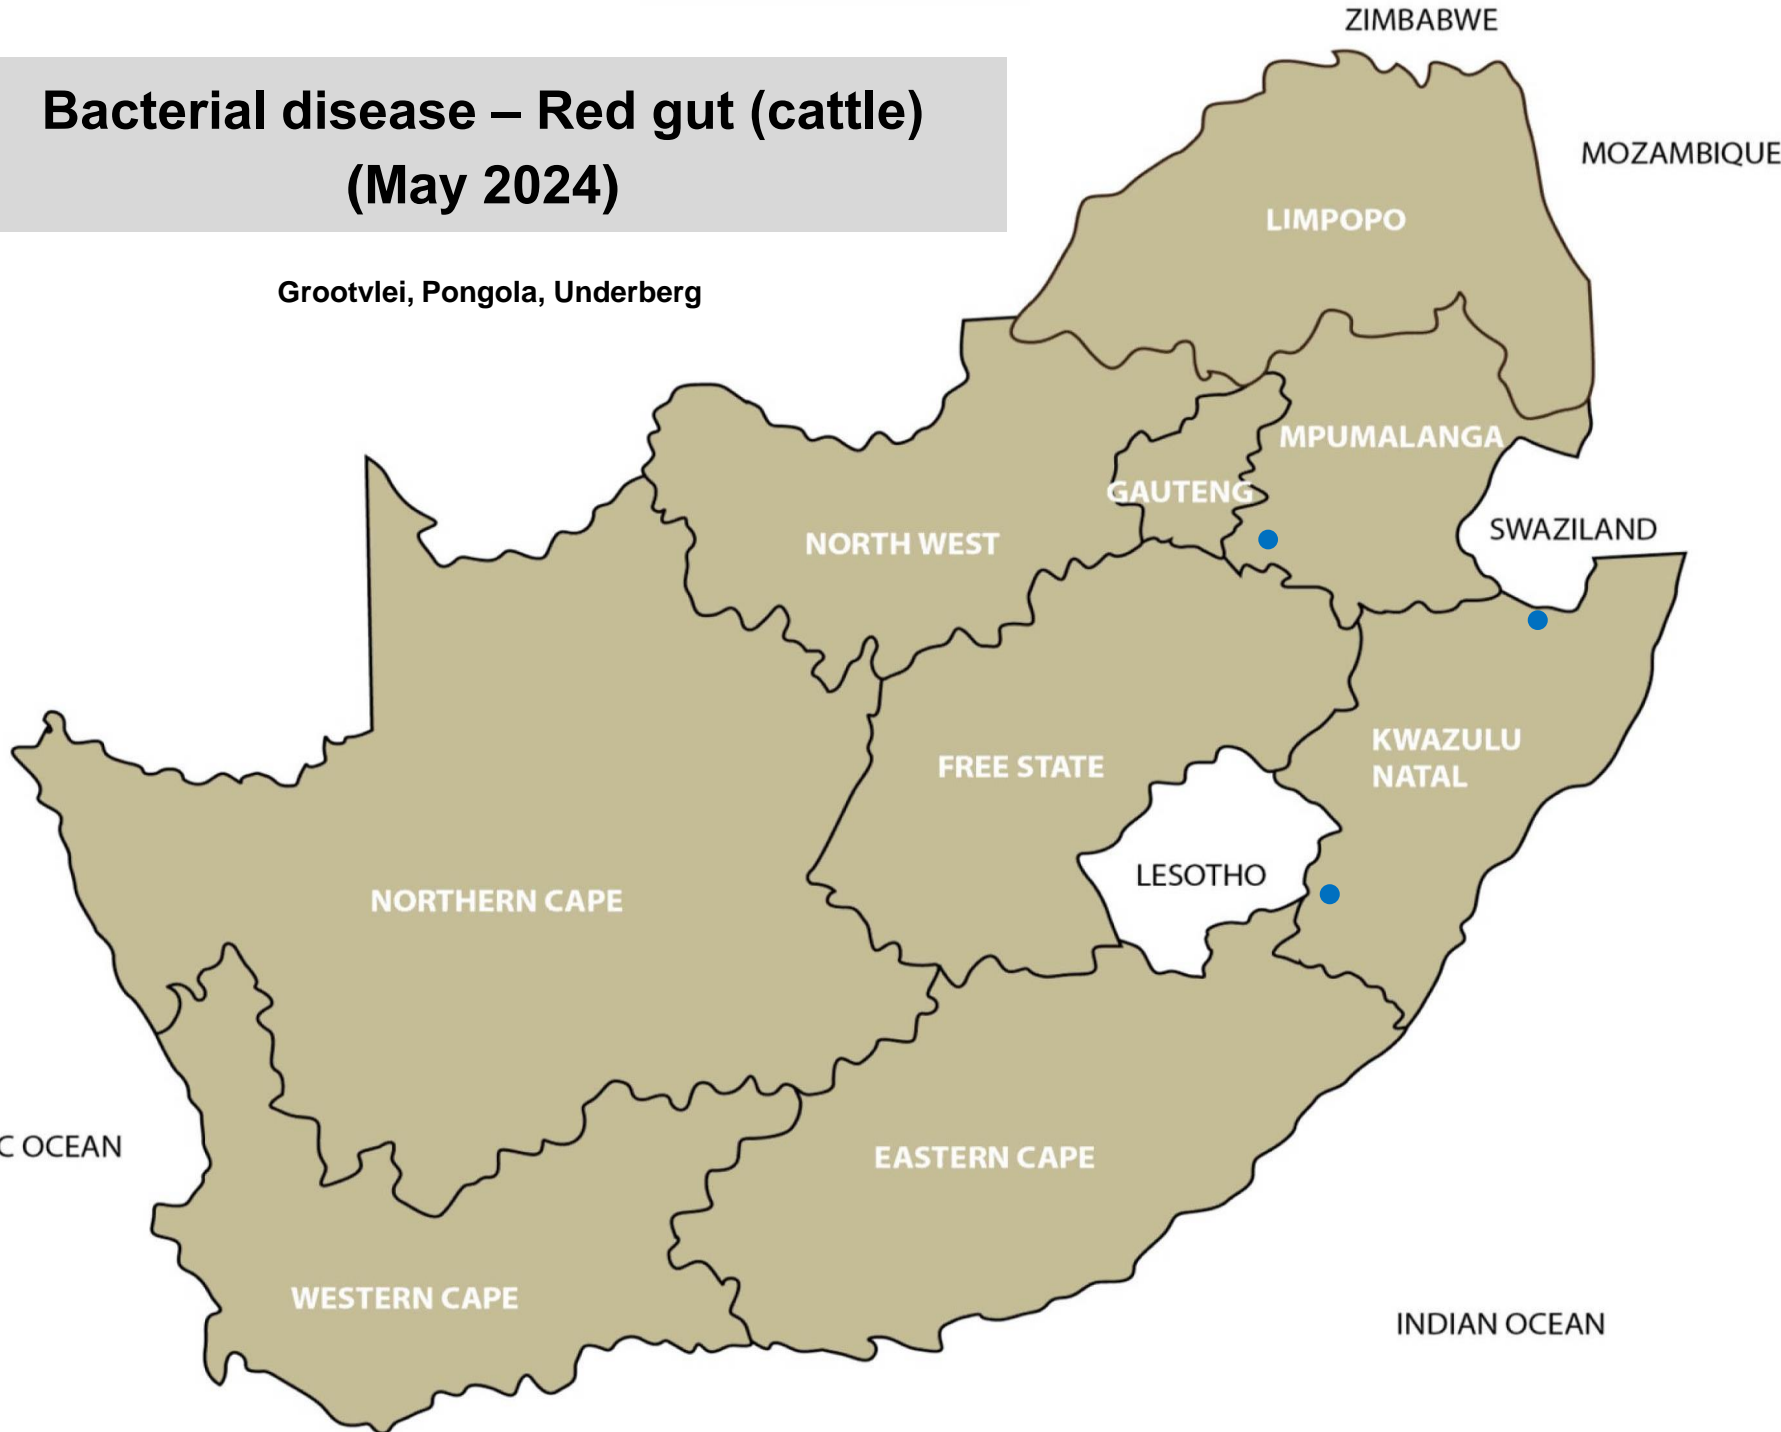 ZIMBABWE
Bacterial disease – Red gut (cattle)
(May 2024)
MOZAMBIQUE
LIMPOPO
Grootvlei, Pongola, Underberg
MPUMALANGA
GAUTENG
SWAZILAND
NORTH WEST
KWAZULU
NATAL
FREE STATE
LESOTHO
NORTHERN CAPE
C OCEAN
EASTERN CAPE
WESTERN CAPE
INDIAN OCEAN